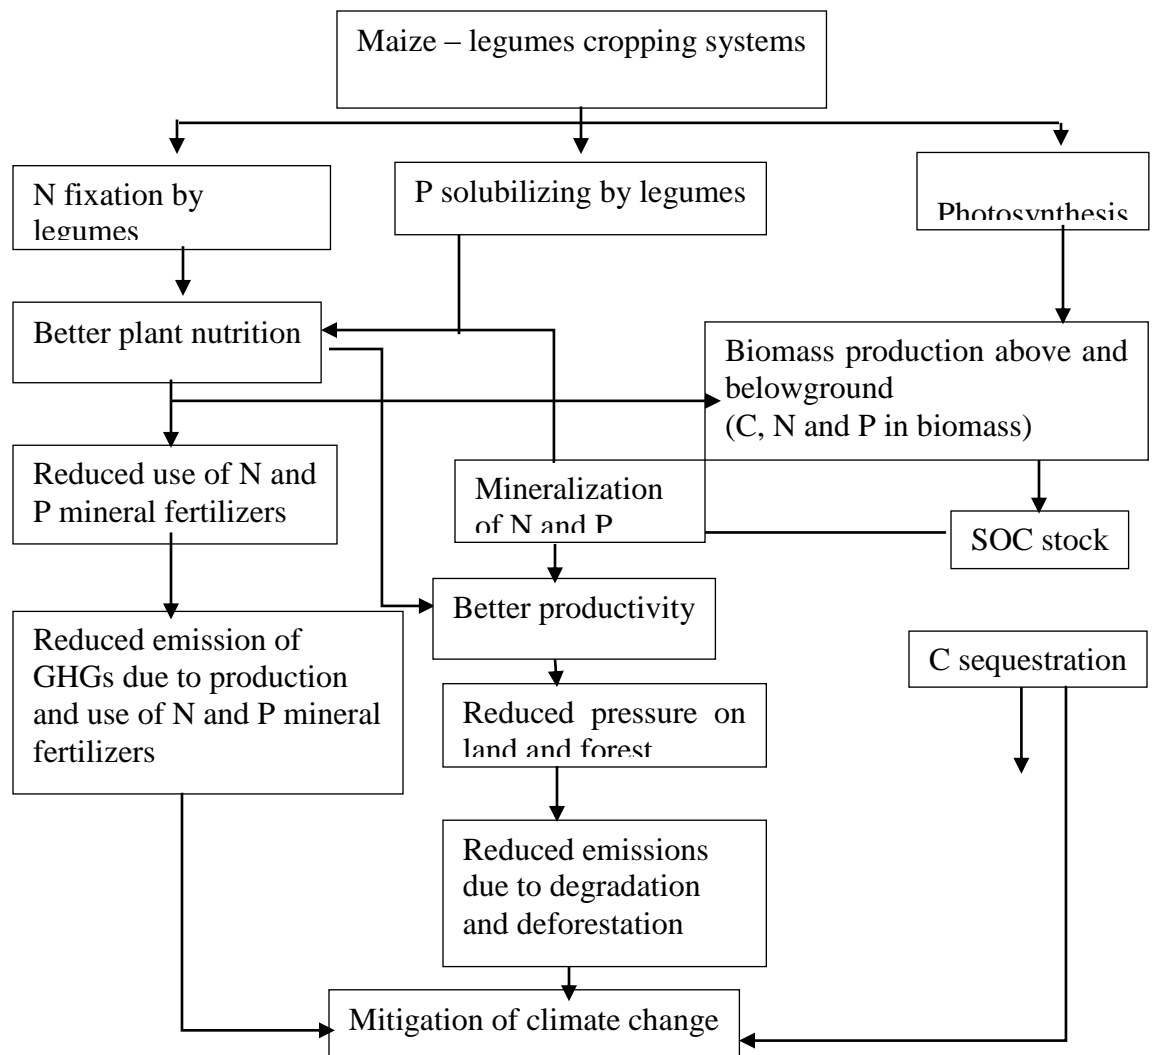 Maize – legumes cropping systems
N fixation by
legumes
P solubilizing by legumes
Photosynthesis
Better plant nutrition
Biomass production above and
belowground
(C, N and P in biomass)
Reduced use of N and
P mineral fertilizers
Mineralization
of N and P
SOC stock
Better productivity
Reduced emission of
GHGs due to production
and use of N and P mineral
fertilizers
C sequestration
Reduced pressure on
land and forest
Reduced emissions
due to degradation
and deforestation
Mitigation of climate change